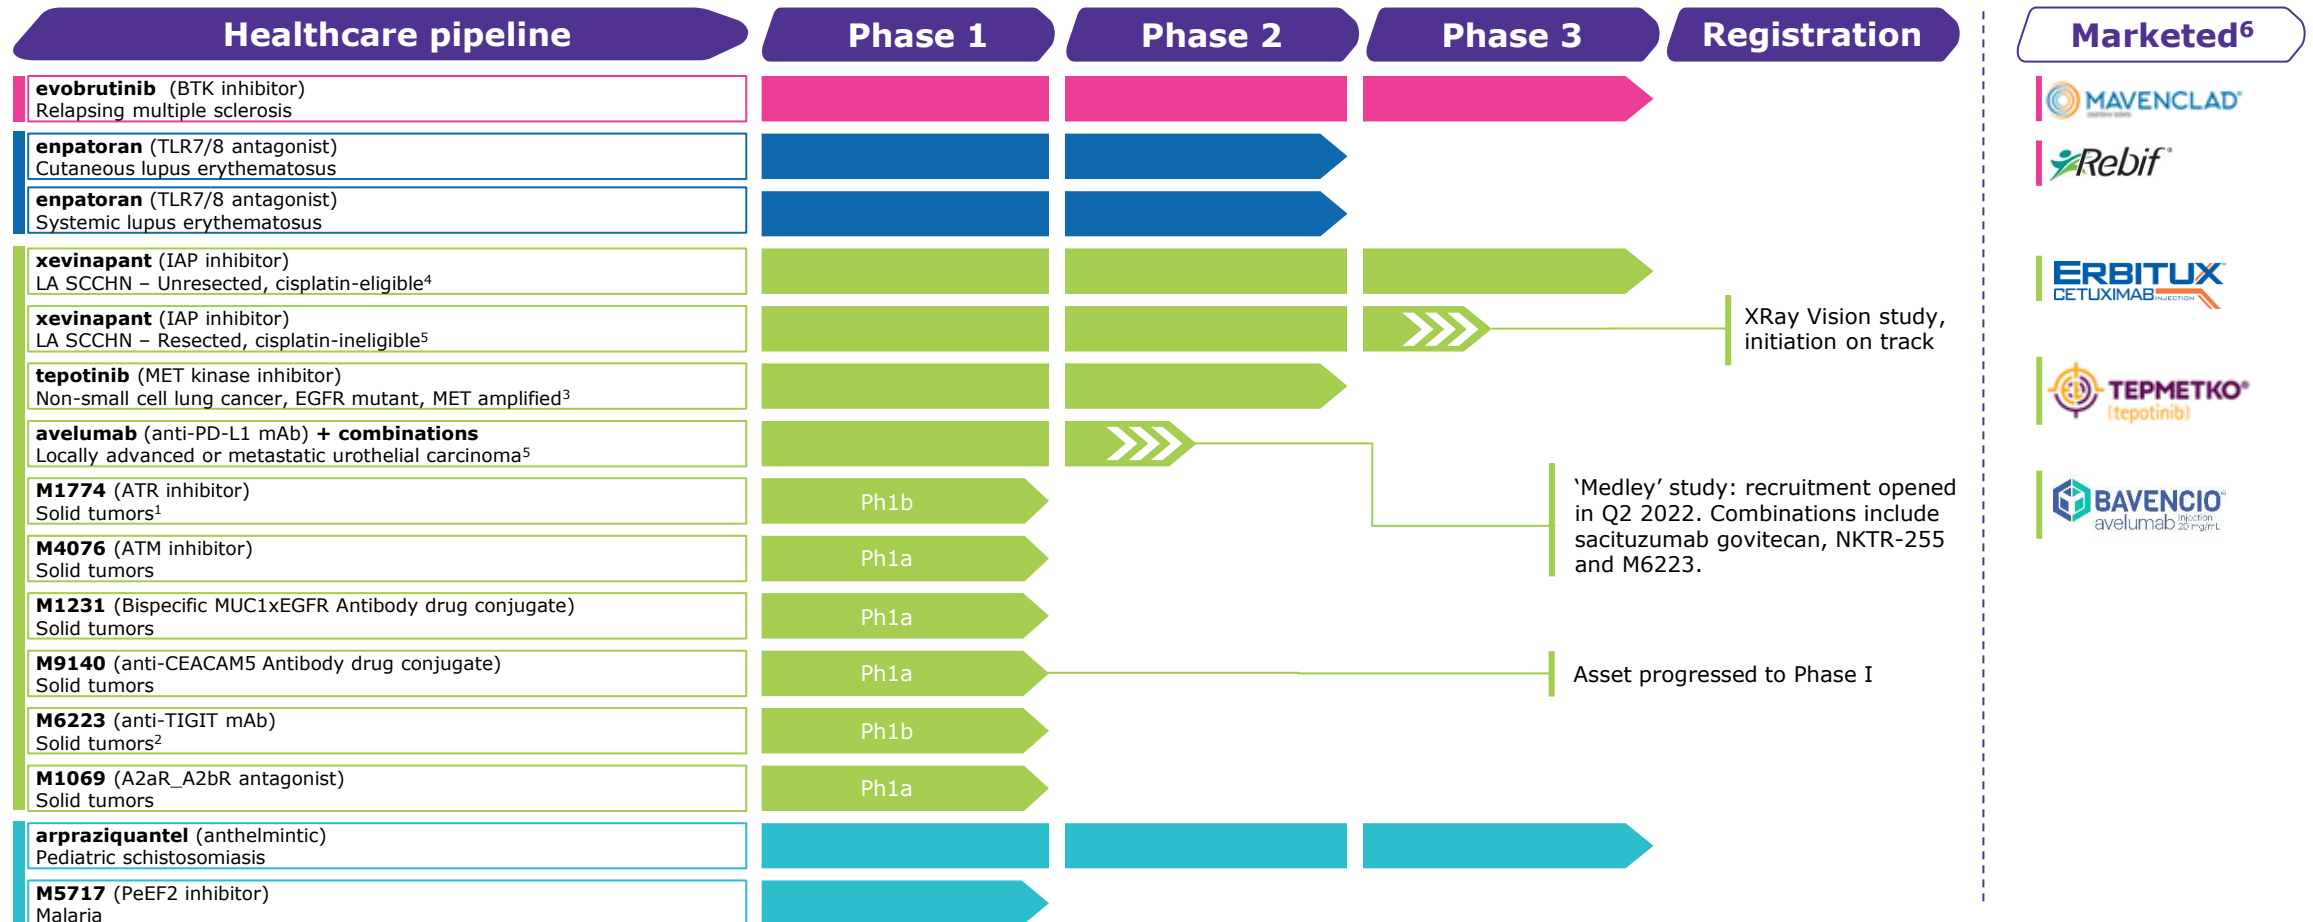 Healthcare pipeline
Phase 1
Phase 2
Phase 3
Registration
Marketed⁶
evobrutinib (BTK inhibitor)
Relapsing multiple sclerosis
MAVENCLAD®
enpatoran (TLR7/8 antagonist)
Cutaneous lupus erythematosus
Rebif®
enpatoran (TLR7/8 antagonist)
Systemic lupus erythematosus
xevinapant (IAP inhibitor)
LA SCCHN – Unresected, cisplatin-eligible⁴
ERBITUX
CETUXIMAB INJECTION
xevinapant (IAP inhibitor)
LA SCCHN – Resected, cisplatin-ineligible⁵
XRay Vision study,
initiation on track
tepotinib (MET kinase inhibitor)
Non-small cell lung cancer, EGFR mutant, MET amplified³
TEPMETKO®
(tepotinib)
avelumab (anti-PD-L1 mAb) + combinations
Locally advanced or metastatic urothelial carcinoma⁵
M1774 (ATR inhibitor)
Solid tumors¹
Ph1b
‘Medley’ study: recruitment opened
in Q2 2022. Combinations include
sacituzumab govitecan, NKTR-255
and M6223.
BAVENCIO®
avelumab Injection
20 mg/mL
M4076 (ATM inhibitor)
Solid tumors
Ph1a
M1231 (Bispecific MUC1xEGFR Antibody drug conjugate)
Solid tumors
Ph1a
M9140 (anti-CEACAM5 Antibody drug conjugate)
Solid tumors
Ph1a
Asset progressed to Phase I
M6223 (anti-TIGIT mAb)
Solid tumors²
Ph1b
M1069 (A2aR_A2bR antagonist)
Solid tumors
Ph1a
arpraziquantel (anthelmintic)
Pediatric schistosomiasis
M5717 (PeEF2 inhibitor)
Malaria